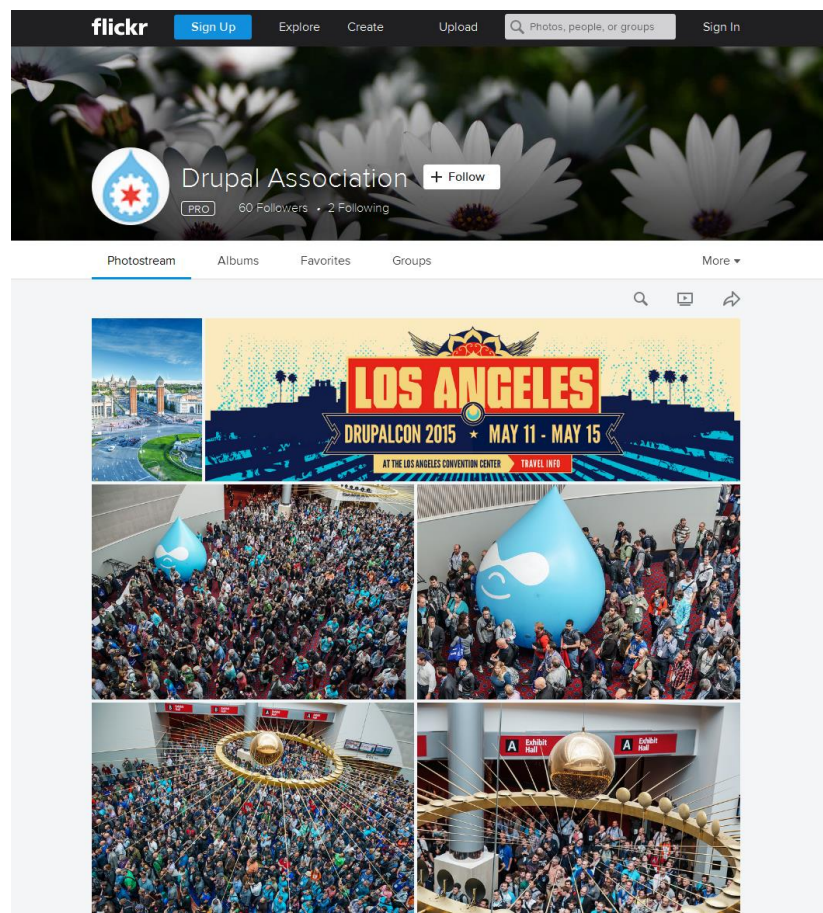 flickr Sign Up Explore Create Upload Photos, people, or groups Sign In
Drupal Association + Follow
PRO 60 Followers • 2 Following
Photostream Albums Favorites Groups More
LOS ANGELES
DRUPALCON 2015 ★ MAY 11 - MAY 15
AT THE LOS ANGELES CONVENTION CENTER TRAVEL INFO
A Exhibit Hall A Exhibit Hall